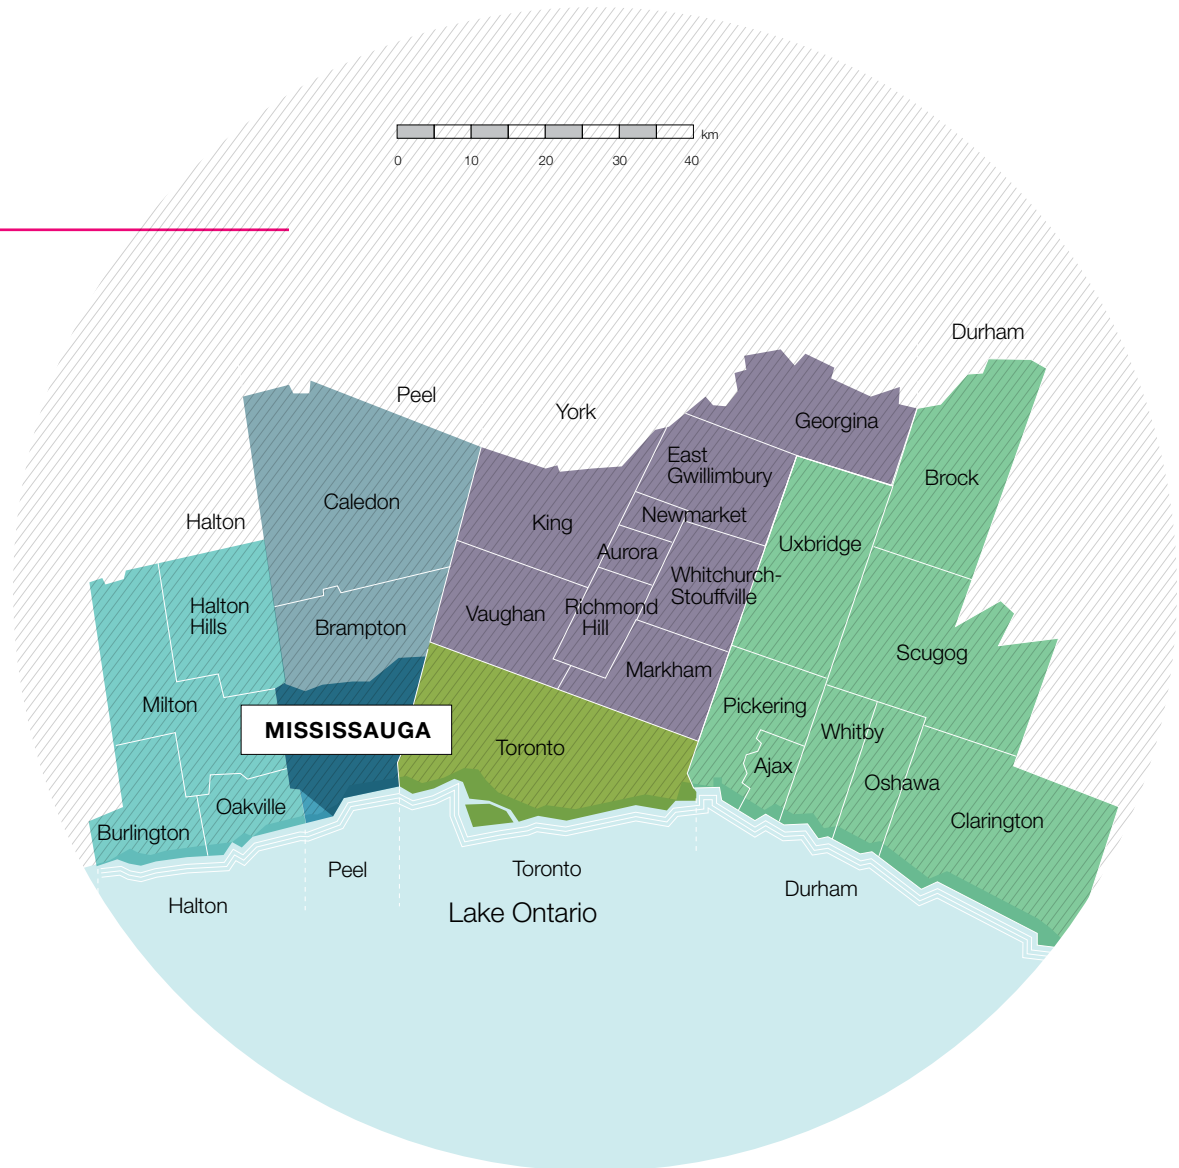 km
0 10 20 30 40
Durham
Peel
York
Georgina
East
Gwillimbury
Brock
Caledon
Newmarket
Halton
King
Uxbridge
Aurora
Whitchurch-
Stouffville
Halton
Hills
Vaughan
Richmond
Hill
Brampton
Scugog
Markham
Milton
Pickering
MISSISSAUGA
Whitby
Toronto
Ajax
Oshawa
Oakville
Clarington
Burlington
Peel
Toronto
Durham
Halton
Lake Ontario